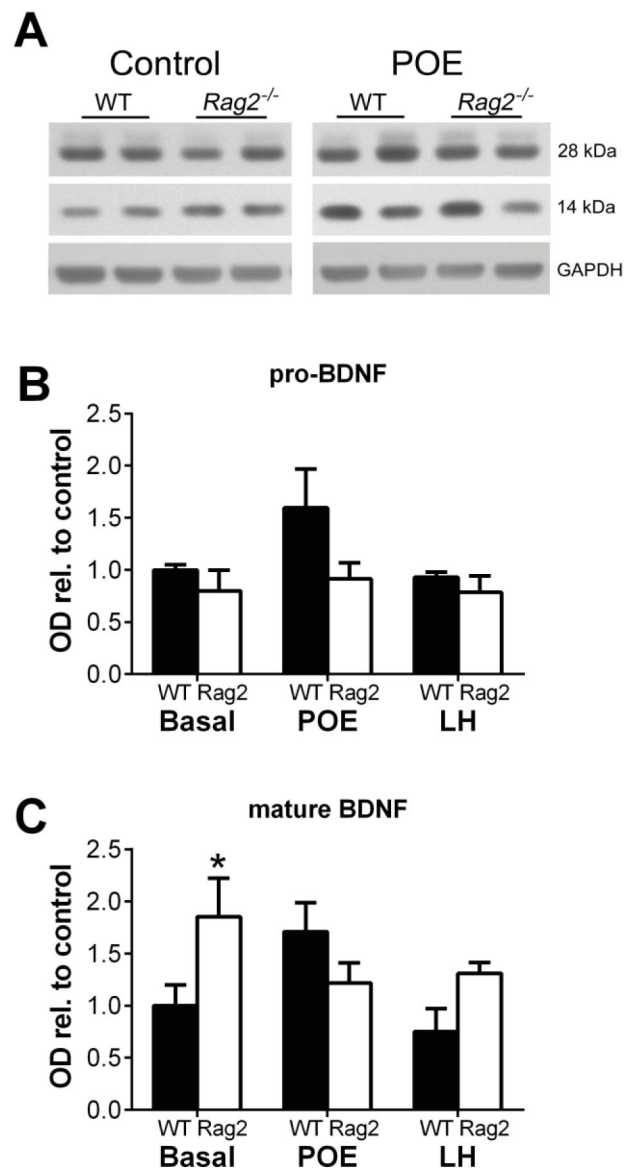 A
Control POE
WT Rag2-/- WT Rag2-/-
28 kDa
14 kDa
GAPDH
B
pro-BDNF
OD rel. to control
2.5
2.0
1.5
1.0
0.5
0.0
WT Rag2 WT Rag2 WT Rag2
Basal POE LH
C
mature BDNF
OD rel. to control
2.5
2.0
1.5
1.0
0.5
0.0
*
WT Rag2 WT Rag2 WT Rag2
Basal POE LH